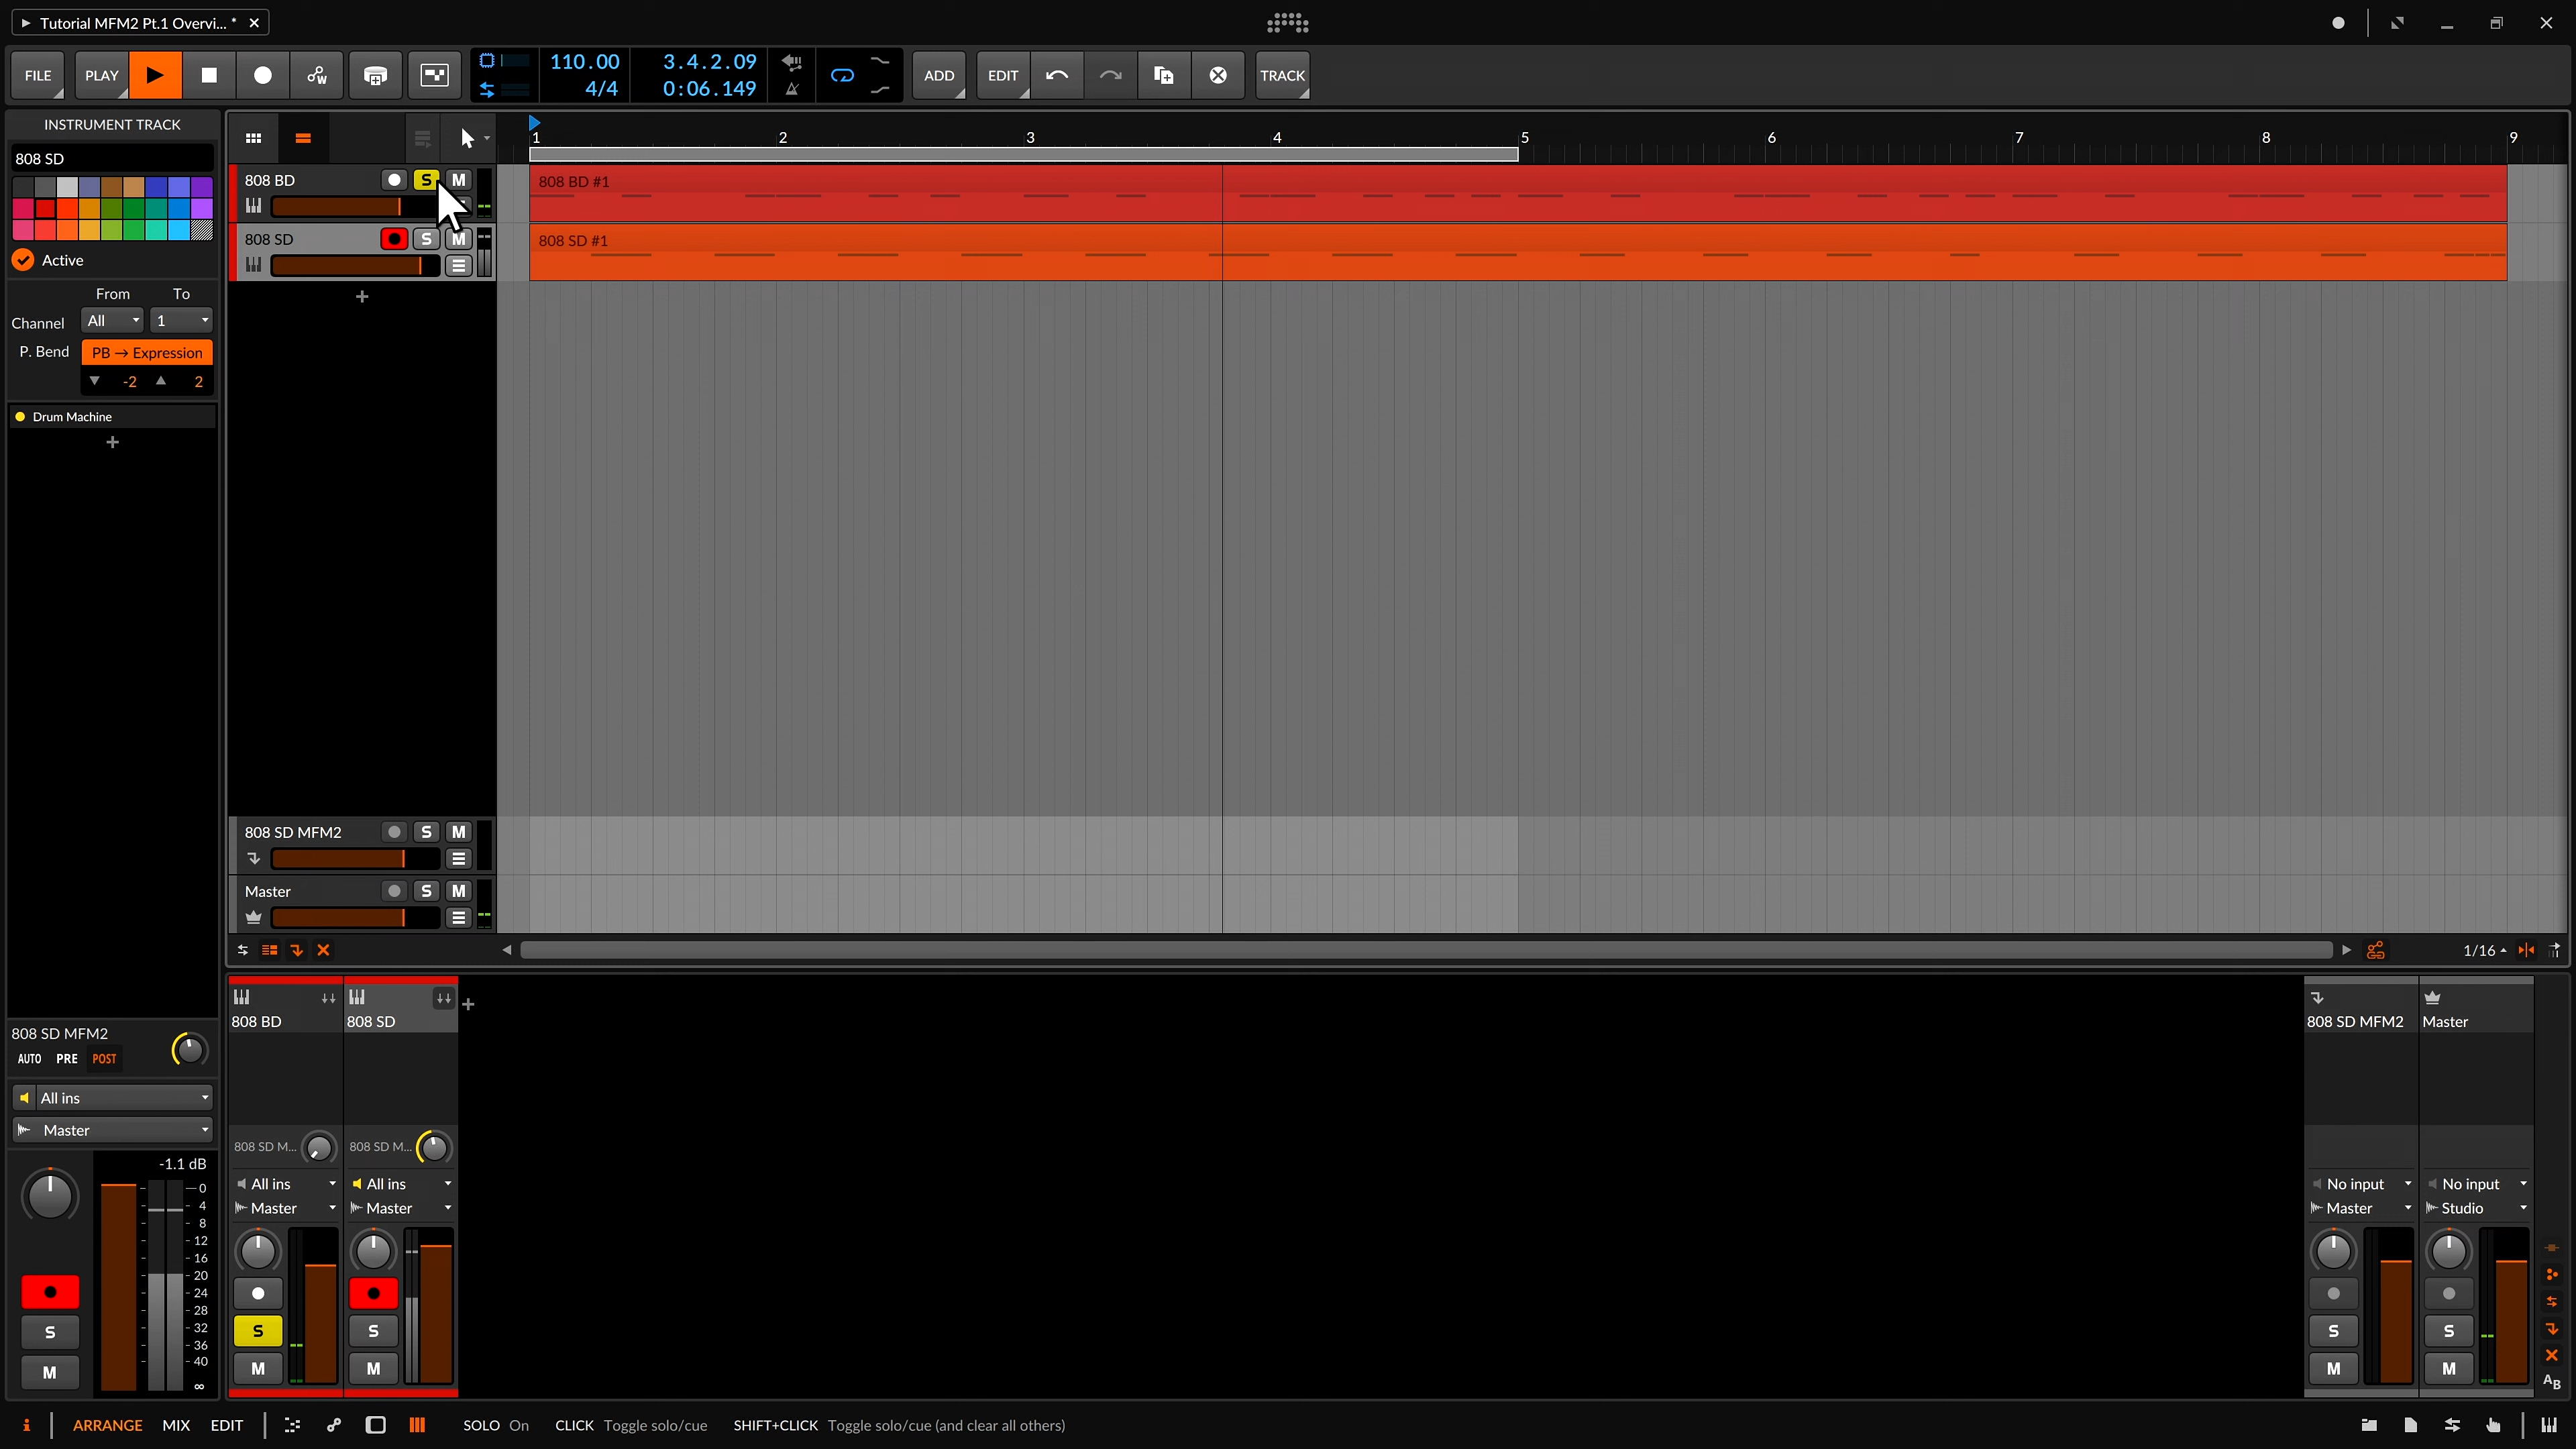 Tutorial MFM2 Pt.1 Overvi... *
FILE PLAY 110.00 4/4 3.4.2.09 0:06.149 ADD EDIT TRACK
INSTRUMENT TRACK
808 SD
Active
From To
Channel All 1
P. Bend PB → Expression
-2 2
Drum Machine
1 2 3 4 5 6 7 8 9
808 BD S M
808 BD #1
808 SD S M
808 SD #1
808 SD MFM2 S M
Master S M
1/16
808 SD MFM2
AUTO PRE POST
All ins
Master
-1.1 dB
0
4
8
12
16
20
24
28
32
36
40
∞
S
M
808 BD
808 SD M...
All ins
Master
S
M
808 SD
808 SD M...
All ins
Master
S
M
808 SD MFM2
No input
Master
S
M
Master
No input
Studio
S
M
AB
i ARRANGE MIX EDIT SOLO On CLICK Toggle solo/cue SHIFT+CLICK Toggle solo/cue (and clear all others)